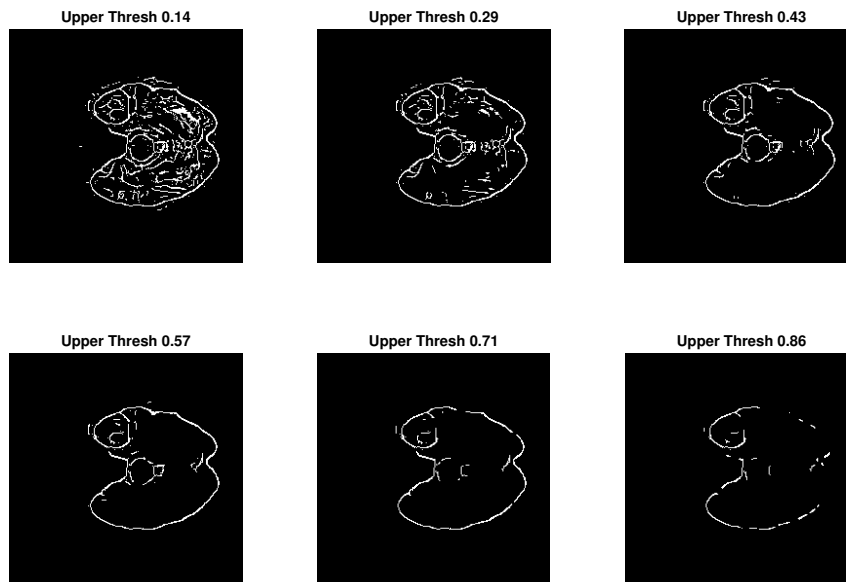 Upper Thresh 0.14
Upper Thresh 0.29
Upper Thresh 0.43
Upper Thresh 0.57
Upper Thresh 0.71
Upper Thresh 0.86